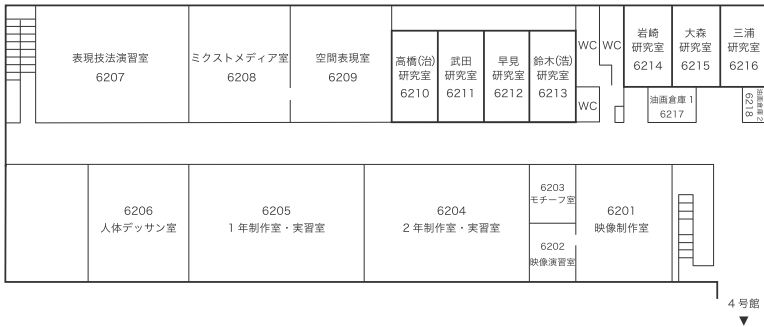 表現技法演習室
6207
ミクストメディア室
6208
空間表現室
6209
高橋(治)
研究室
6210
武田
研究室
6211
早見
研究室
6212
鈴木(浩)
研究室
6213
WC
WC
WC
岩崎
研究室
6214
大森
研究室
6215
三浦
研究室
6216
油画倉庫1
6217
油画倉庫2
6218
6206
人体デッサン室
6205
1年制作室・実習室
6204
2年制作室・実習室
6203
モチーフ室
6202
映像演習室
6201
映像制作室
4号館
▼